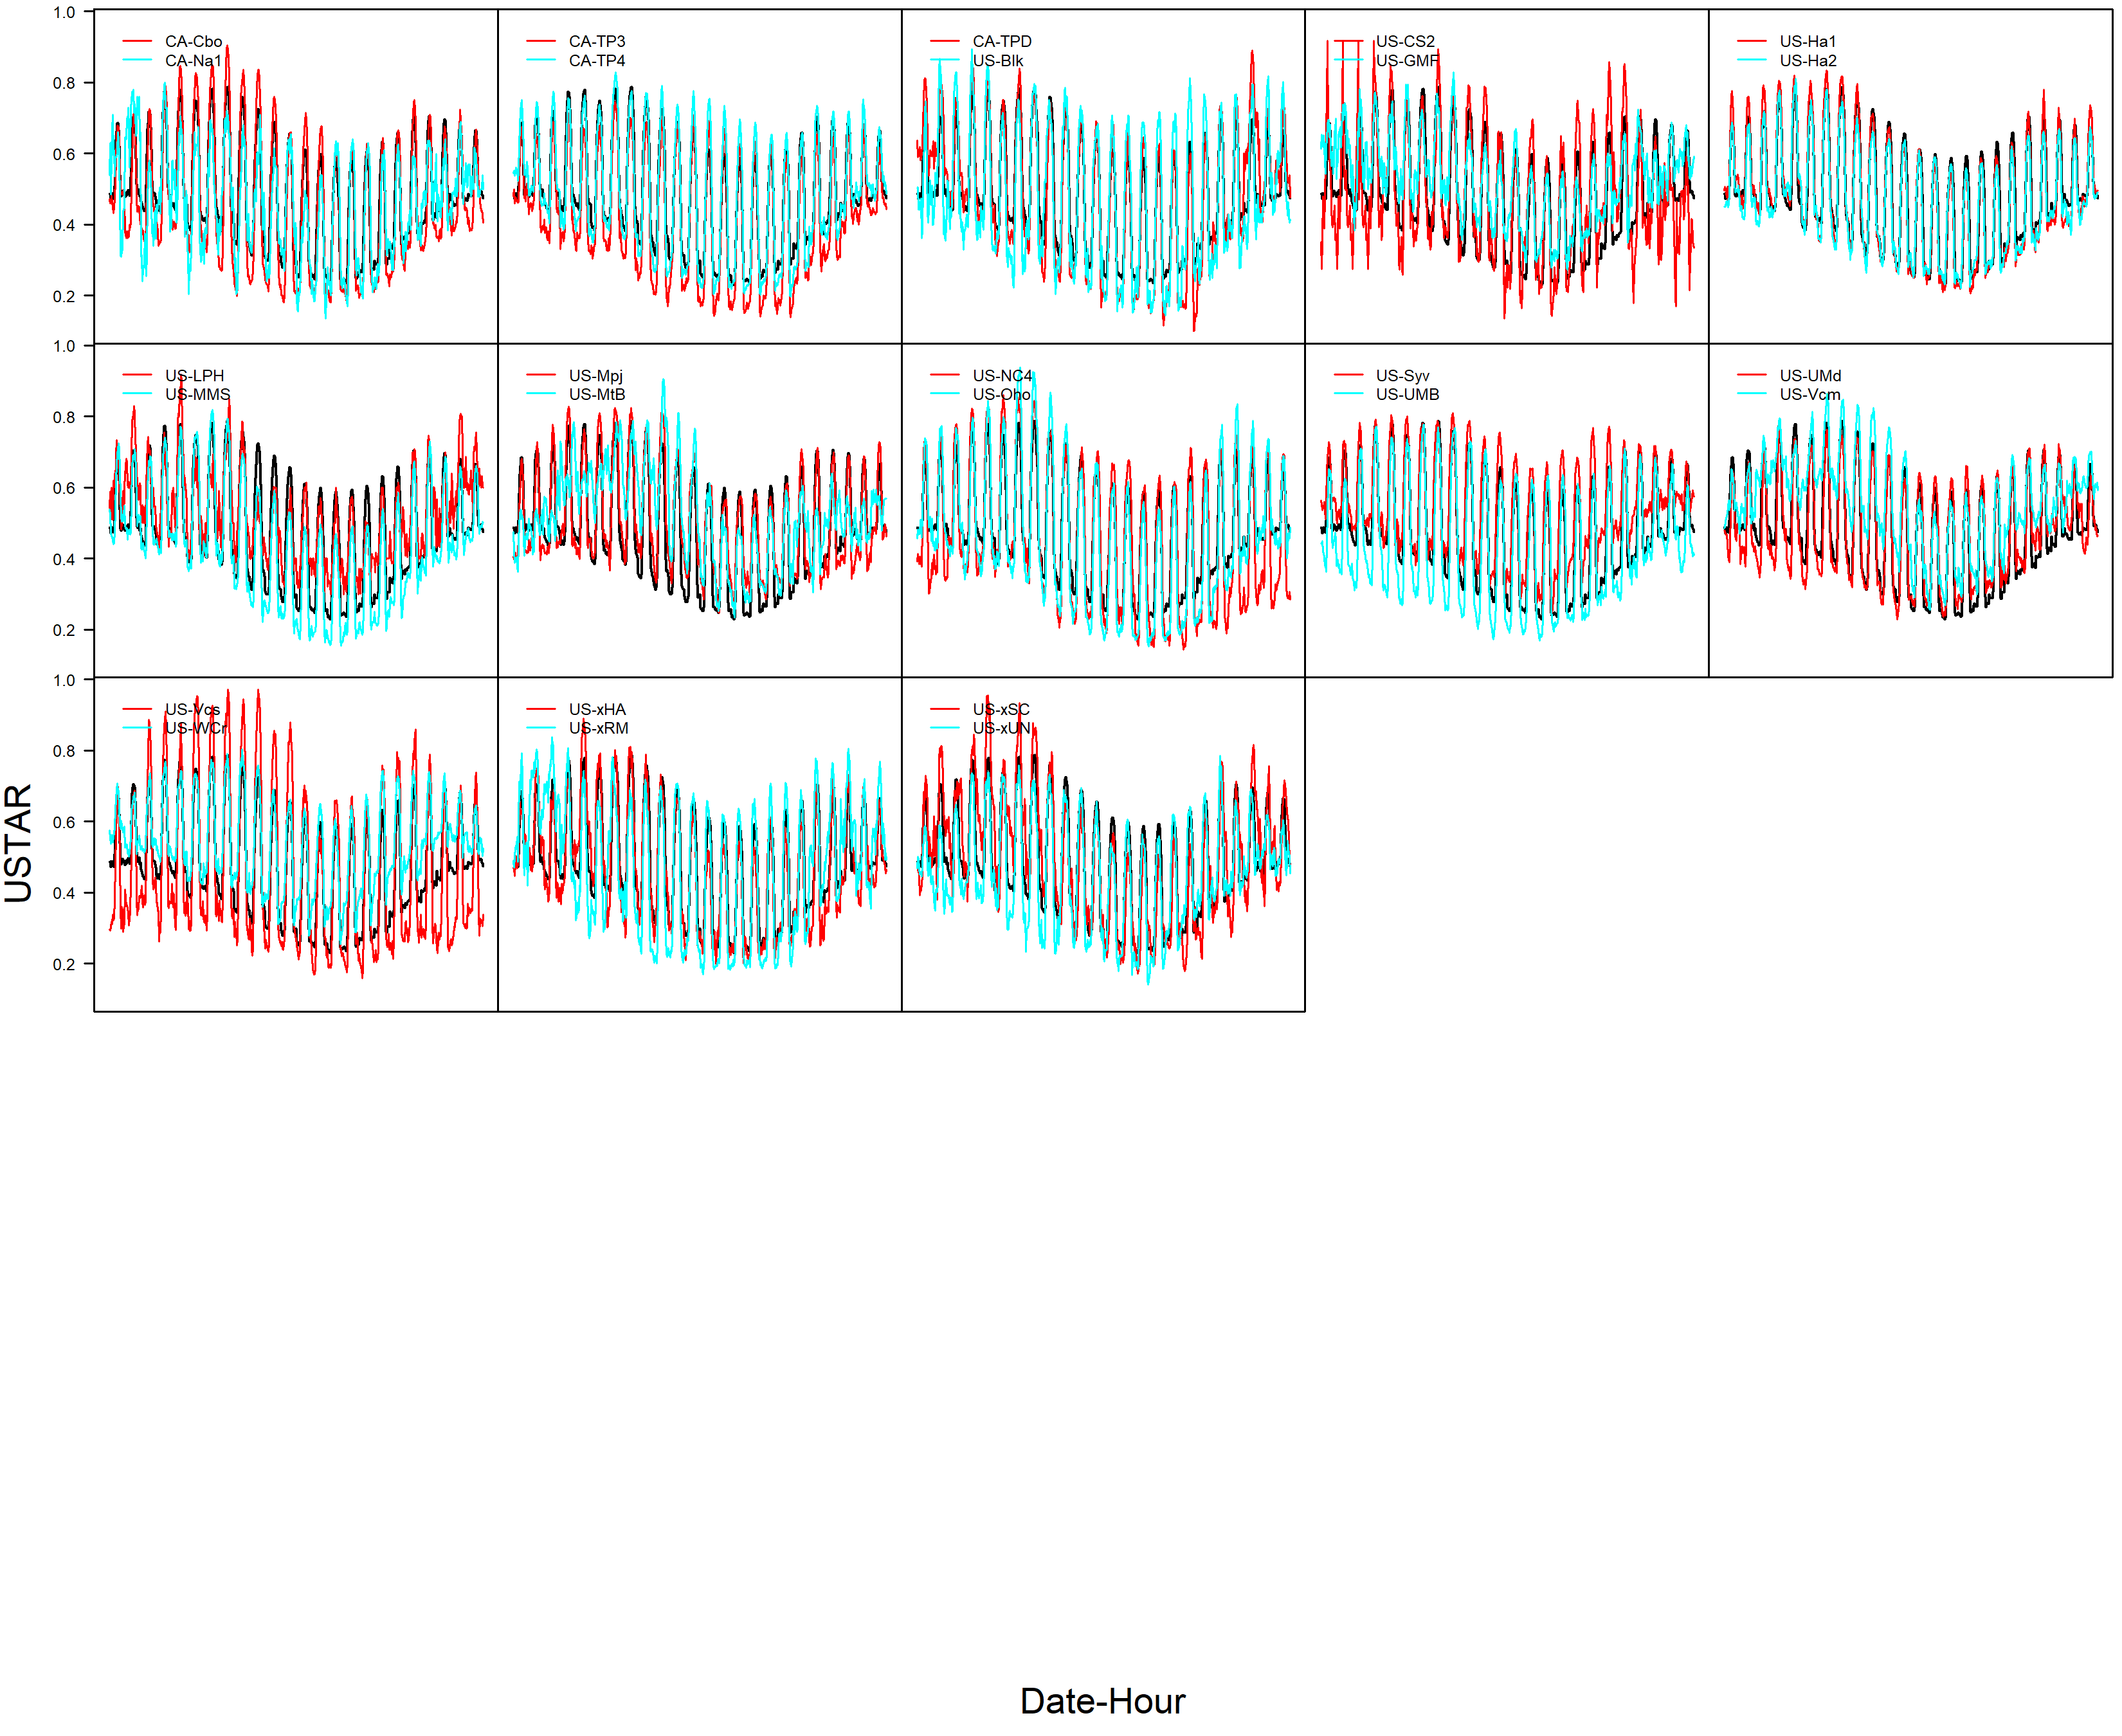 1.0
0.8
0.6
0.4
0.2
CA-Cbo
CA-Na1
CA-TP3
CA-TP4
CA-TPD
US-Blk
US-CS2
US-GMF
US-Ha1
US-Ha2
1.0
0.8
0.6
0.4
0.2
US-LPH
US-MMS
US-Mpj
US-MtB
US-NC4
US-Oho
US-Syv
US-UMB
US-UMd
US-Vcm
1.0
0.8
0.6
0.4
0.2
US-Vcs
US-WCr
US-xHA
US-xRM
US-xSC
US-xUN
USTAR
Date-Hour